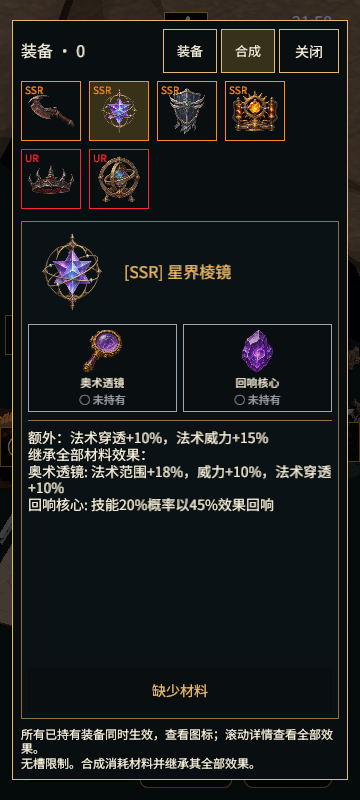 装备 · 0
装备
合成
关闭
SSR
SSR
SSR
SSR
UR
UR
[SSR] 星界棱镜
奥术透镜
〇 未持有
回响核心
〇 未持有
额外：法术穿透+10%，法术威力+15%
继承全部材料效果：
奥术透镜: 法术范围+18%，威力+10%，法术穿透
+10%
回响核心: 技能20%概率以45%效果回响
缺少材料
所有已持有装备同时生效，查看图标；滚动详情查看全部效
果。
无槽限制。合成消耗材料并继承其全部效果。